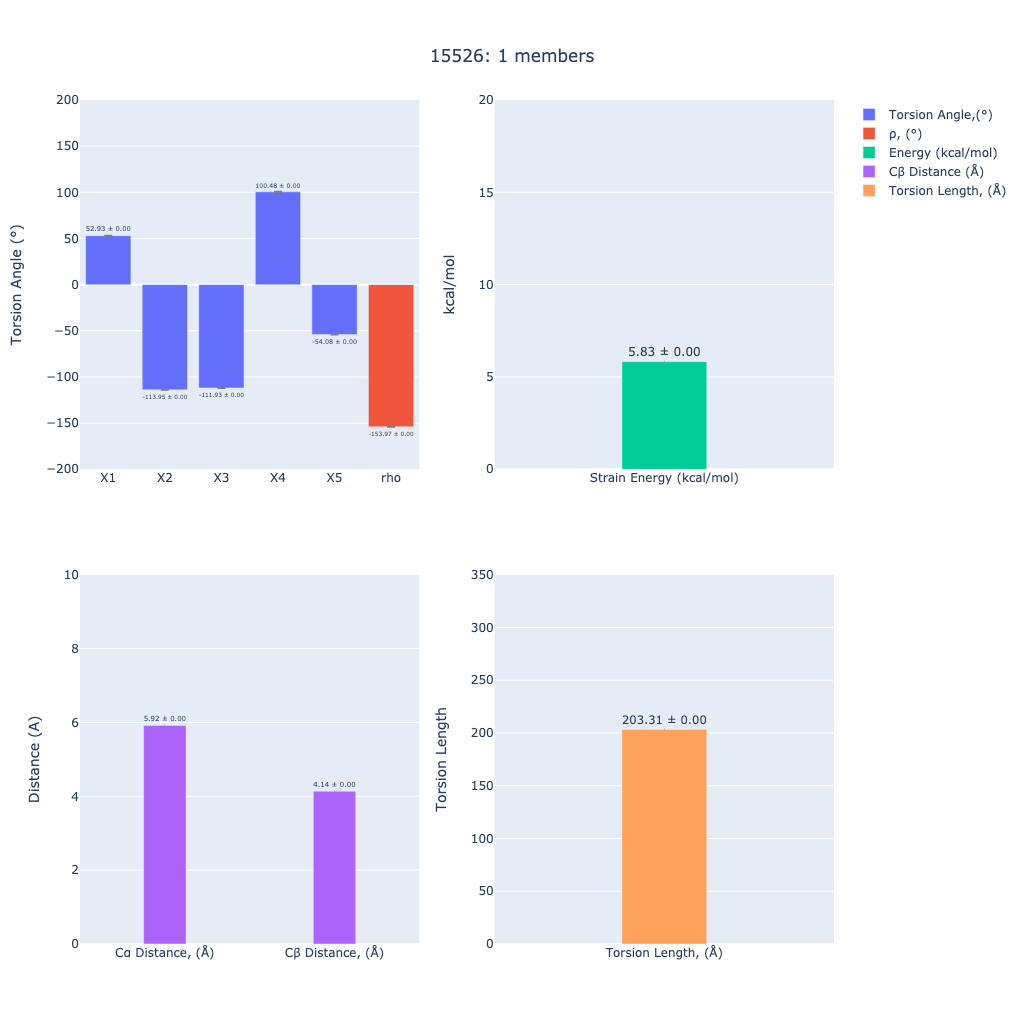 15526: 1 members
Torsion Angle (°)
200
150
100
50
0
−50
−100
−150
−200
52.93 ± 0.00
-113.95 ± 0.00
-111.93 ± 0.00
100.48 ± 0.00
-54.08 ± 0.00
-153.97 ± 0.00
X1 X2 X3 X4 X5 rho
kcal/mol
20
15
10
5
0
5.83 ± 0.00
Strain Energy (kcal/mol)
Torsion Angle,(°)
ρ, (°)
Energy (kcal/mol)
Cβ Distance (Å)
Torsion Length, (Å)
Distance (A)
10
8
6
4
2
0
5.92 ± 0.00
4.14 ± 0.00
Cα Distance, (Å) Cβ Distance, (Å)
Torsion Length
350
300
250
200
150
100
50
0
203.31 ± 0.00
Torsion Length, (Å)